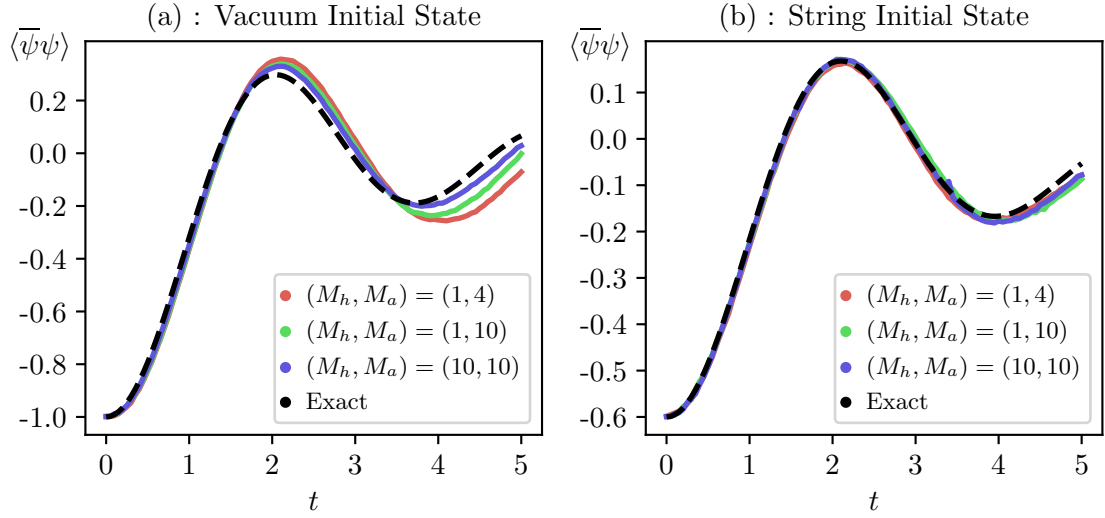 (a) : Vacuum Initial State
⟨ψ̅ψ⟩
0.2
0.0
-0.2
-0.4
-0.6
-0.8
-1.0
(M_h, M_a) = (1, 4)
(M_h, M_a) = (1, 10)
(M_h, M_a) = (10, 10)
Exact
0 1 2 3 4 5
t
(b) : String Initial State
⟨ψ̅ψ⟩
0.1
0.0
-0.1
-0.2
-0.3
-0.4
-0.5
-0.6
(M_h, M_a) = (1, 4)
(M_h, M_a) = (1, 10)
(M_h, M_a) = (10, 10)
Exact
0 1 2 3 4 5
t